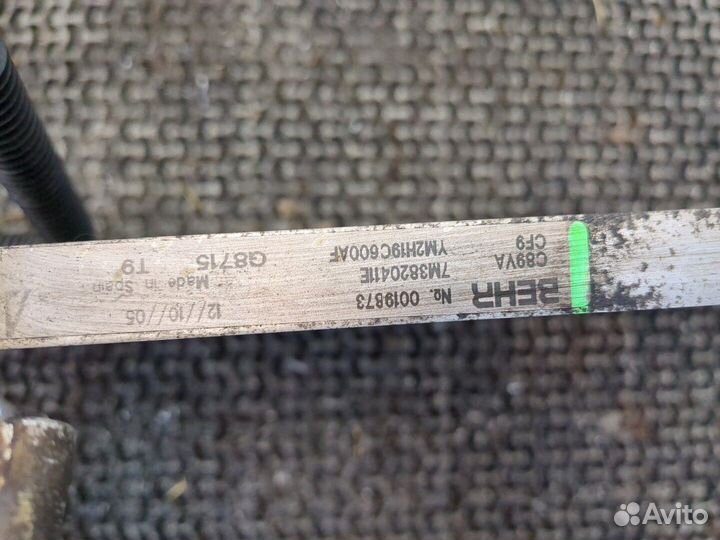 BEHR
C89VA
CF9
No. 0019873
7M3820411E
YM2H19C600AF
G8715
Made in Spain
T9
12//10//05
Avito